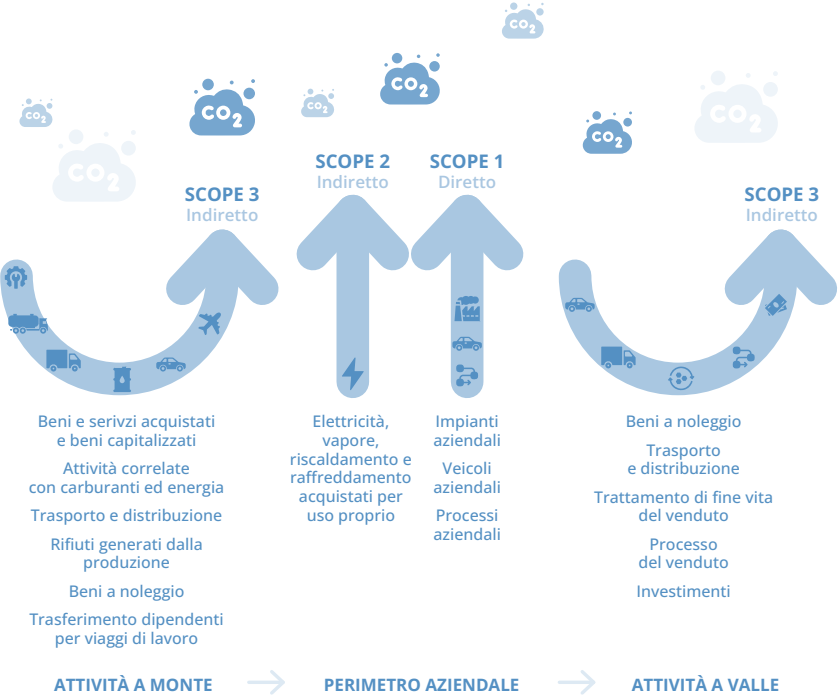 CO2
CO2
CO2
CO2
CO2
CO2
CO2
CO2
SCOPE 3
Indiretto
SCOPE 2
Indiretto
SCOPE 1
Diretto
SCOPE 3
Indiretto
Beni e serivzi acquistati
e beni capitalizzati
Attività correlate
con carburanti ed energia
Trasporto e distribuzione
Rifiuti generati dalla
produzione
Beni a noleggio
Trasferimento dipendenti
per viaggi di lavoro
Elettricità,
vapore,
riscaldamento e
raffreddamento
acquistati per
uso proprio
Impianti
aziendali
Veicoli
aziendali
Processi
aziendali
Beni a noleggio
Trasporto
e distribuzione
Trattamento di fine vita
del venduto
Processo
del venduto
Investimenti
ATTIVITÀ A MONTE
PERIMETRO AZIENDALE
ATTIVITÀ A VALLE